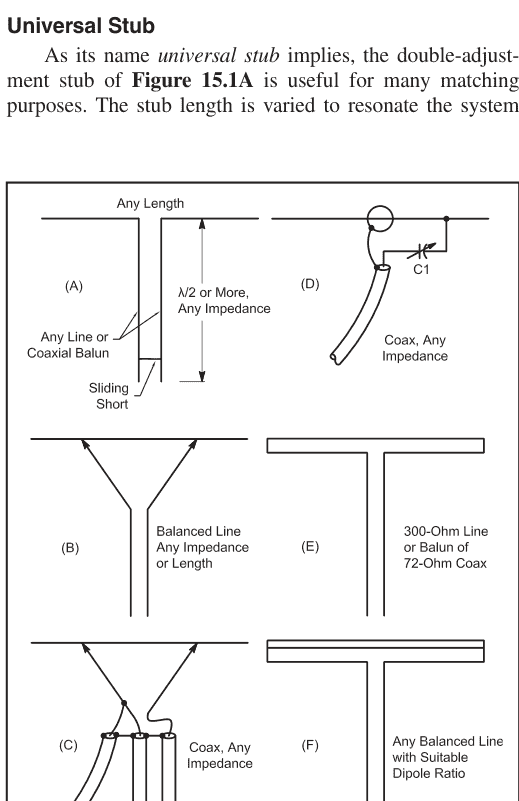 Universal Stub
As its name universal stub implies, the double-adjust-
ment stub of Figure 15.1A is useful for many matching
purposes. The stub length is varied to resonate the system
Any Length
(A)
λ/2 or More,
Any Impedance
Any Line or
Coaxial Balun
Sliding
Short
(D)
C1
Coax, Any
Impedance
(B)
Balanced Line
Any Impedance
or Length
(E)
300-Ohm Line
or Balun of
72-Ohm Coax
(C)
Coax, Any
Impedance
(F)
Any Balanced Line
with Suitable
Dipole Ratio